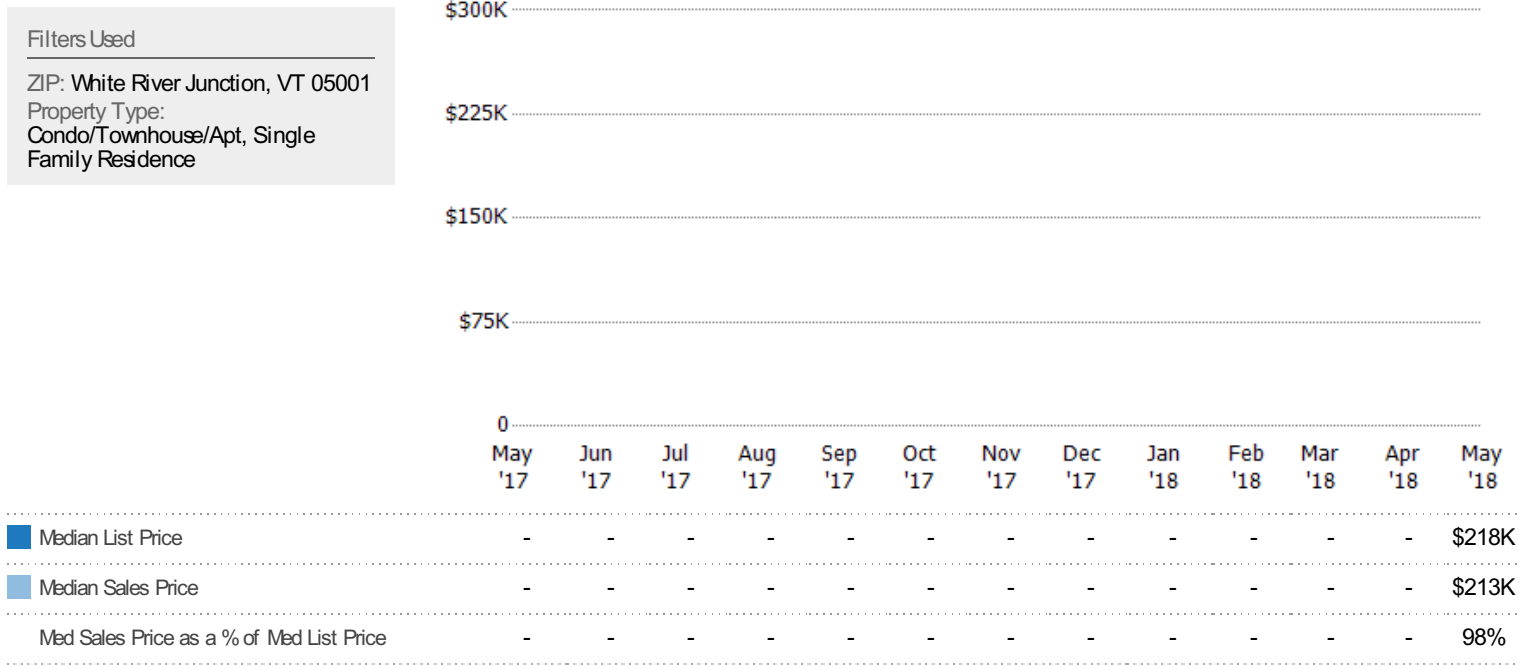 Filters Used
ZIP: White River Junction, VT 05001
Property Type:
Condo/Townhouse/Apt, Single
Family Residence
$300K
$225K
$150K
$75K
0
May Jun Jul Aug Sep Oct Nov Dec Jan Feb Mar Apr May
'17 '17 '17 '17 '17 '17 '17 '17 '18 '18 '18 '18 '18
Median List Price - - - - - - - - - - - - $218K
Median Sales Price - - - - - - - - - - - - $213K
Med Sales Price as a % of Med List Price - - - - - - - - - - - - 98%